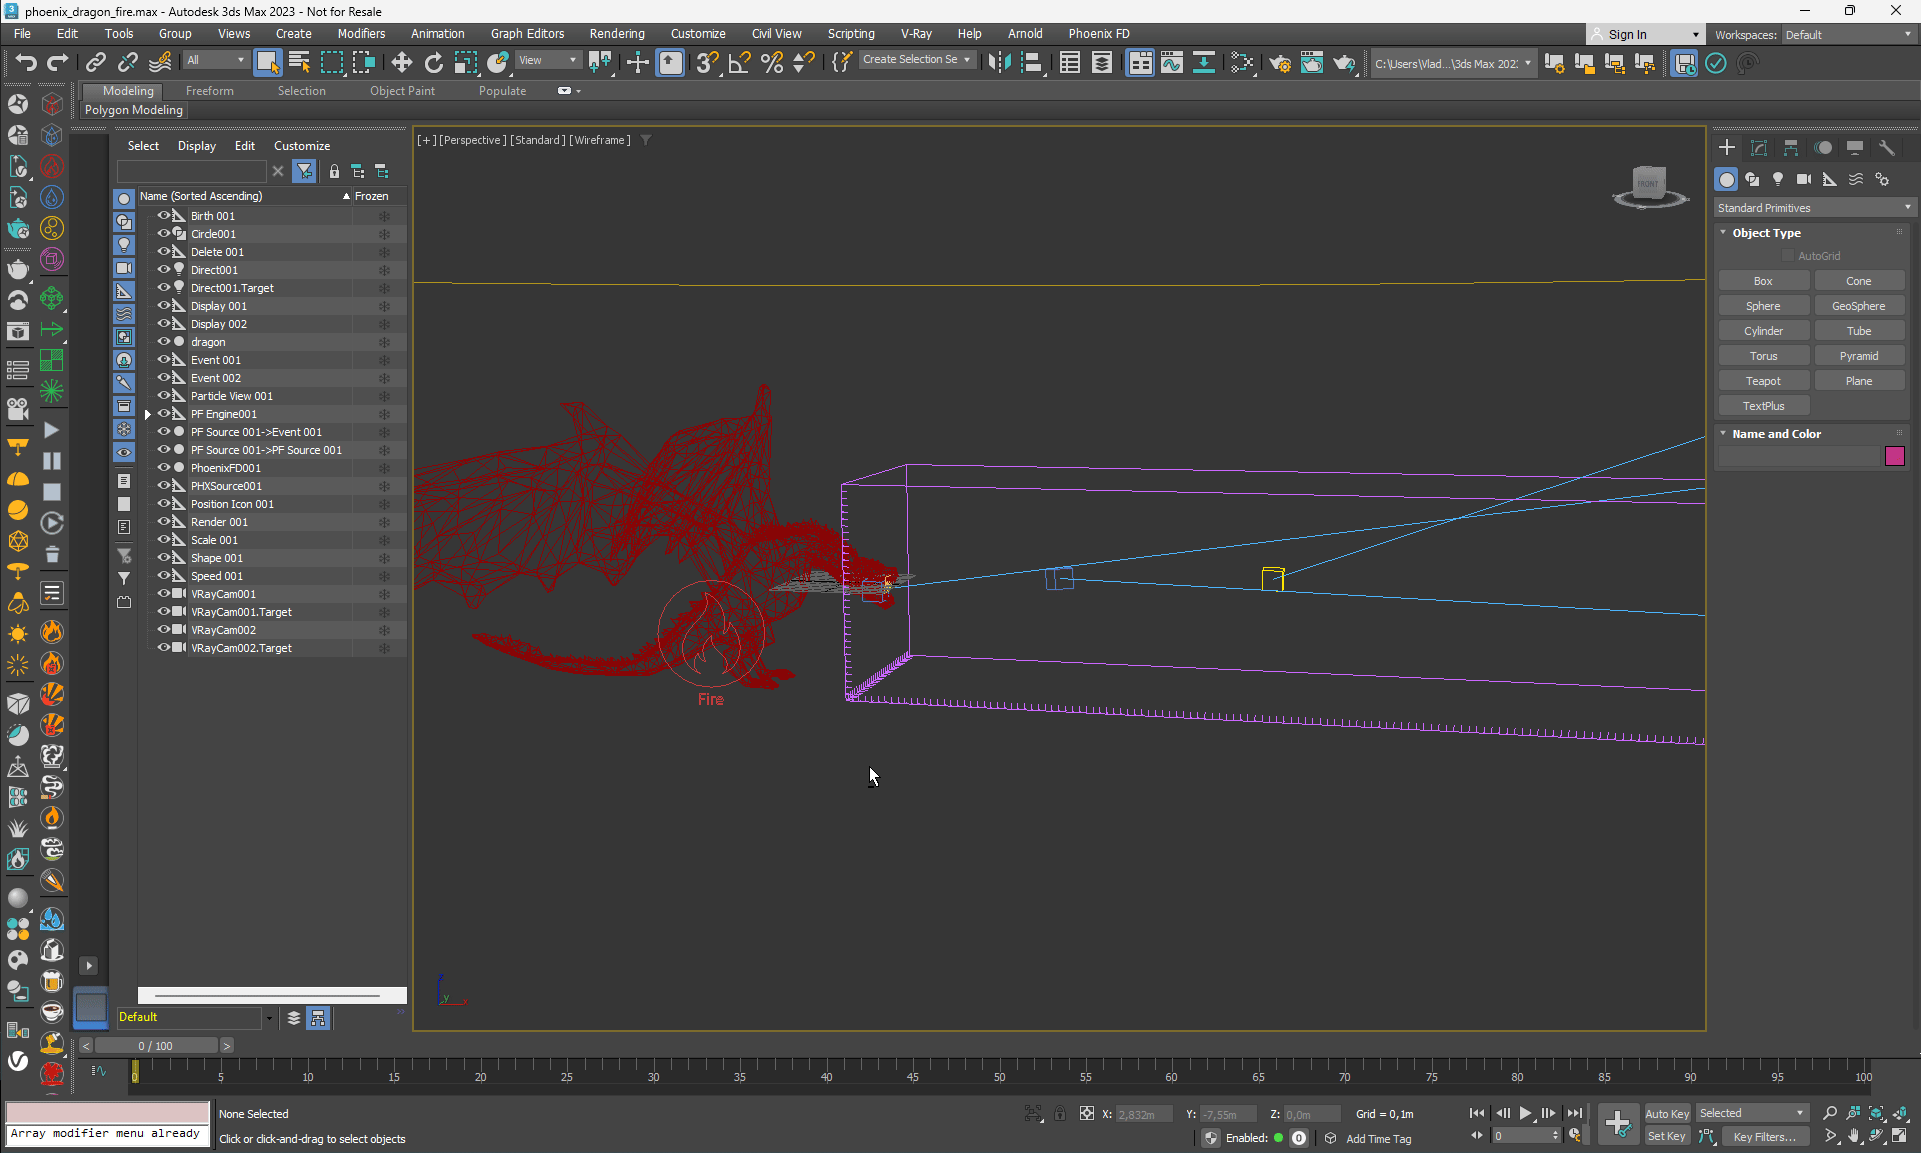 phoenix_dragon_fire.max - Autodesk 3ds Max 2023 - Not for Resale
File Edit Tools Group Views Create Modifiers Animation Graph Editors Rendering Customize Civil View Scripting V-Ray Help Arnold Phoenix FD Sign In Workspaces: Default
All View Create Selection Se C:\Users\Vlad...\3ds Max 202:
Modeling Freeform Selection Object Paint Populate
Polygon Modeling
Select Display Edit Customize
[+] [Perspective] [Standard] [Wireframe]
FRONT
Name (Sorted Ascending) Frozen
Birth 001
Circle001
Delete 001
Direct001
Direct001.Target
Display 001
Display 002
dragon
Event 001
Event 002
Particle View 001
PF Engine001
PF Source 001->Event 001
PF Source 001->PF Source 001
PhoenixFD001
PHXSource001
Position Icon 001
Render 001
Scale 001
Shape 001
Speed 001
VRayCam001
VRayCam001.Target
VRayCam002
VRayCam002.Target
Fire
Standard Primitives
Object Type
AutoGrid
Box Cone
Sphere GeoSphere
Cylinder Tube
Torus Pyramid
Teapot Plane
TextPlus
Name and Color
z
y
Default
< 0 / 100 >
0 5 10 15 20 25 30 35 40 45 50 55 60 65 70 75 80 85 90 95 100
None Selected X: 2,832m Y: -7,55m Z: 0,0m Grid = 0,1m Auto Key Selected
Array modifier menu already Click or click-and-drag to select objects Enabled: 0 Add Time Tag 0 Set Key Key Filters...